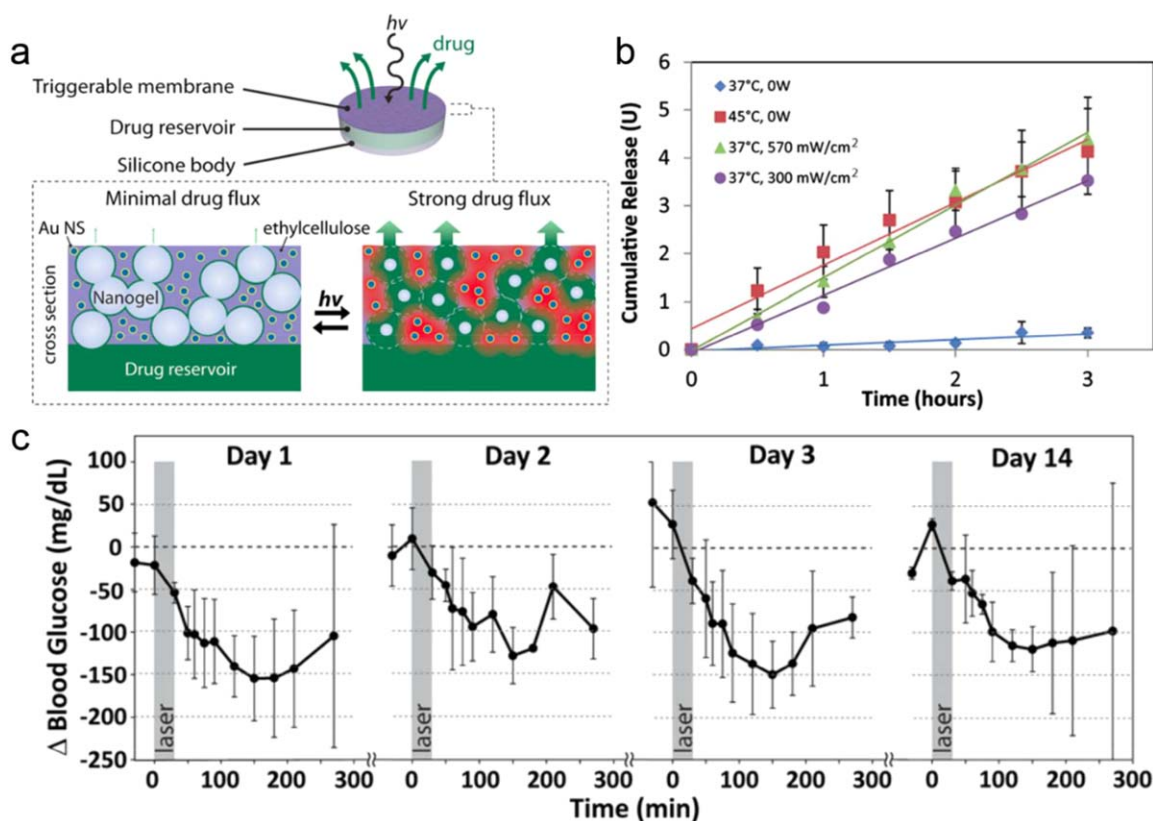 a
hv
drug
Triggerable membrane
Drug reservoir
Silicone body
Minimal drug flux
Strong drug flux
Au NS
ethylcellulose
cross section
Nanogel
hv
Drug reservoir
b
Cumulative Release (U)
6
5
4
3
2
1
0
37°C, 0W
45°C, 0W
37°C, 570 mW/cm²
37°C, 300 mW/cm²
0 1 2 3
Time (hours)
c
Δ Blood Glucose (mg/dL)
100
50
0
-50
-100
-150
-200
-250
Day 1 Day 2 Day 3 Day 14
laser laser laser laser
0 100 200 300 0 100 200 300 0 100 200 300 0 100 200 300
Time (min)